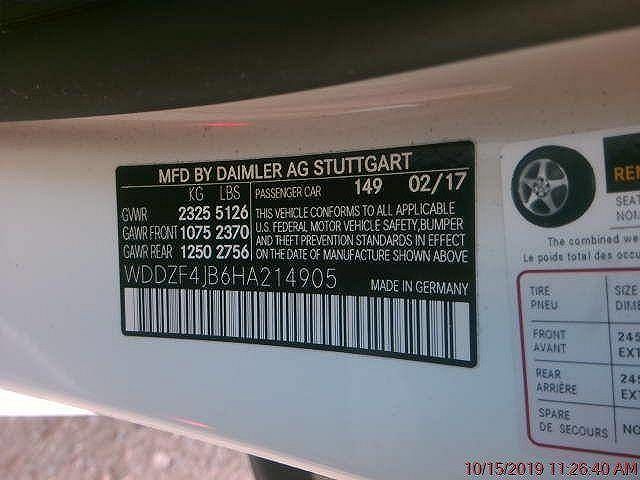 MFD BY DAIMLER AG STUTTGART
KG LBS
GVWR 2325 5126
GAWR FRONT 1075 2370
GAWR REAR 1250 2756
PASSENGER CAR 149 02/17
THIS VEHICLE CONFORMS TO ALL APPLICABLE
U.S. FEDERAL MOTOR VEHICLE SAFETY, BUMPER
AND THEFT PREVENTION STANDARDS IN EFFECT
ON THE DATE OF MANUFACTURE SHOWN ABOVE
WDDZF4JB6HA214905
MADE IN GERMANY
The combined
Le poids total des
TIRE SIZE
PNEU
FRONT
AVANT
REAR
ARRIÈRE
SPARE
DE SECOURS
10/15/2019 11:26:40 AM